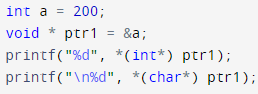 int a = 200;
void * ptr1 = &a;
printf("%d", *(int*) ptr1);
printf("\n%d", *(char*) ptr1);